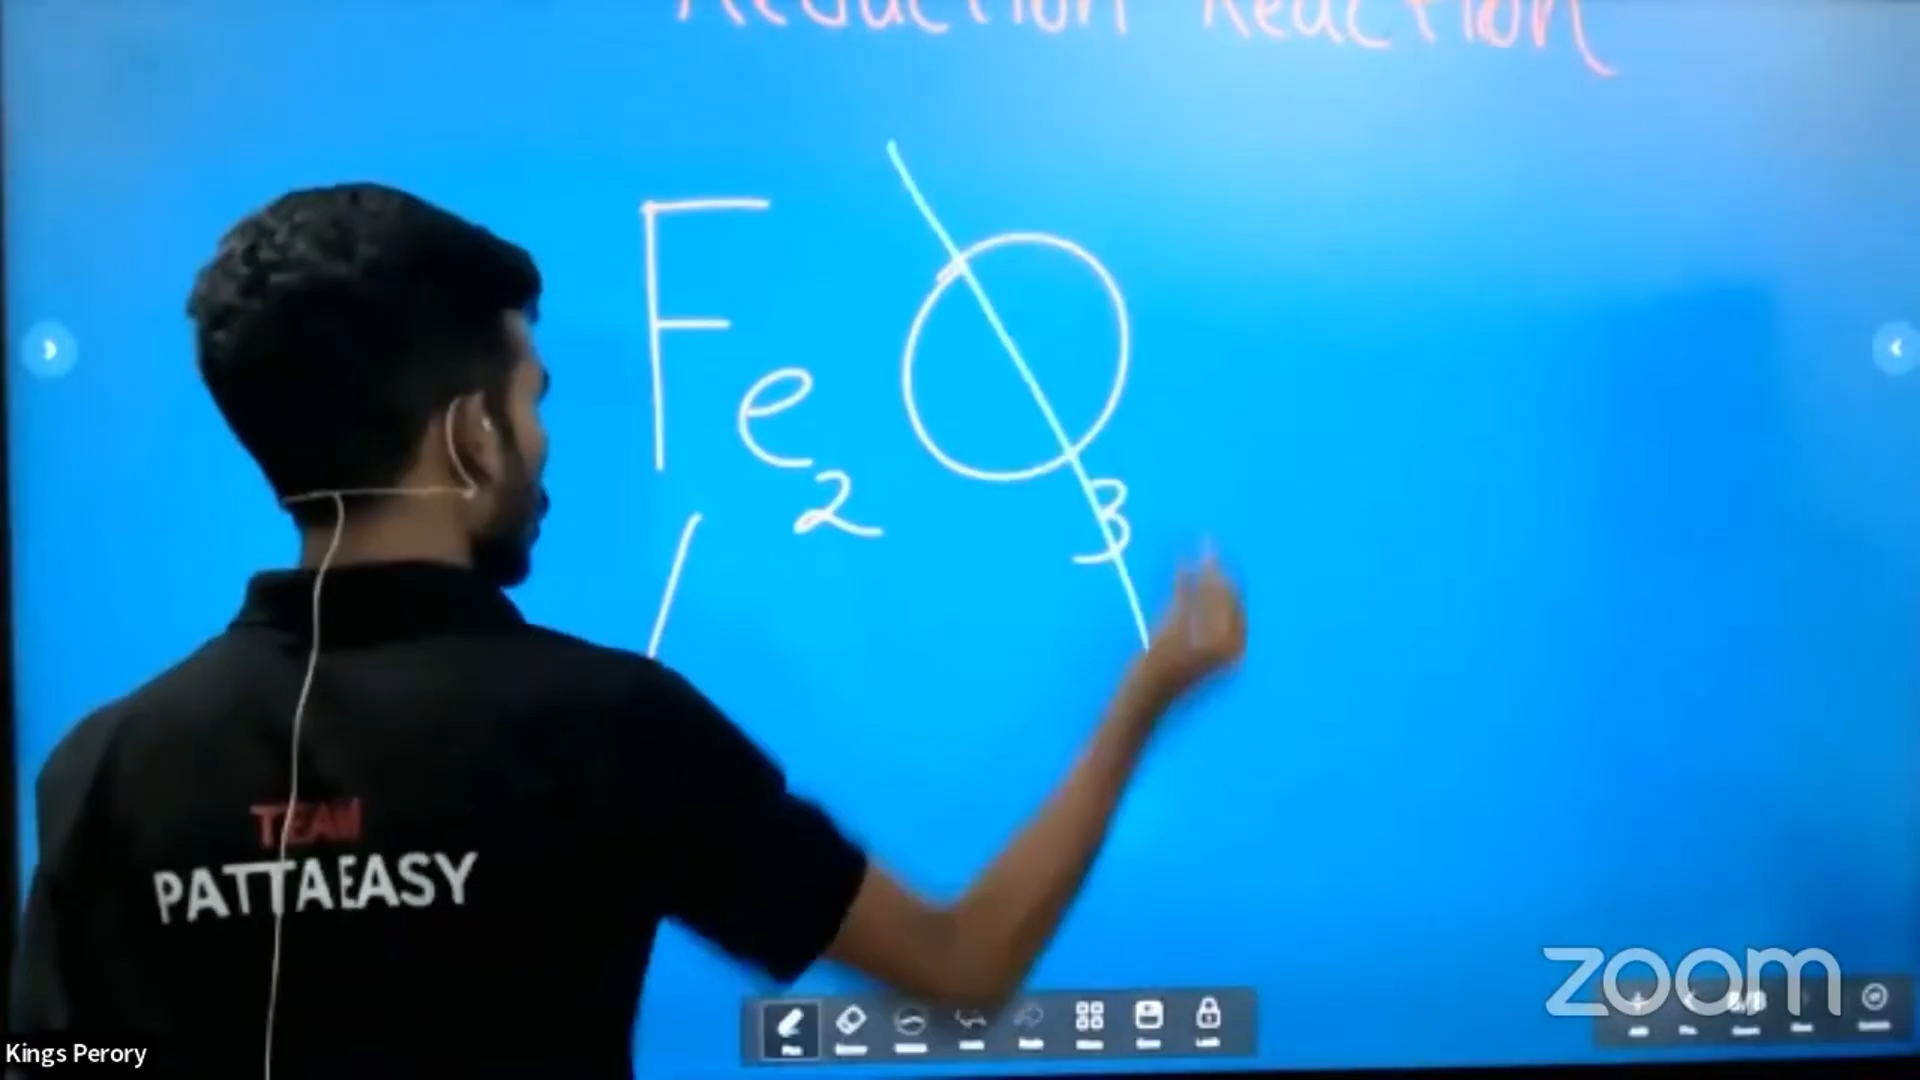 Reduction Reaction
Fe2O3
TEAM
PATTAEASY
zoom
Kings Perory